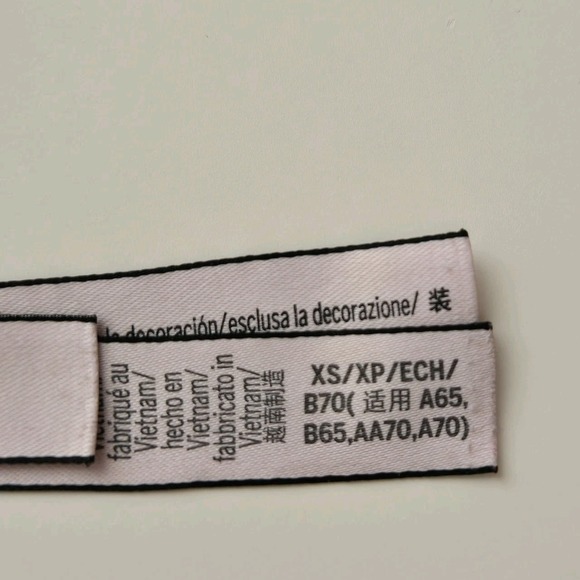 la decoración/esclusa la decorazione/ 装
fabriqué au
Vietnam/
hecho en
Vietnam/
fabbricato in
Vietnam/
越南制造
XS/XP/ECH/
B70( 适用 A65,
B65,AA70,A70)